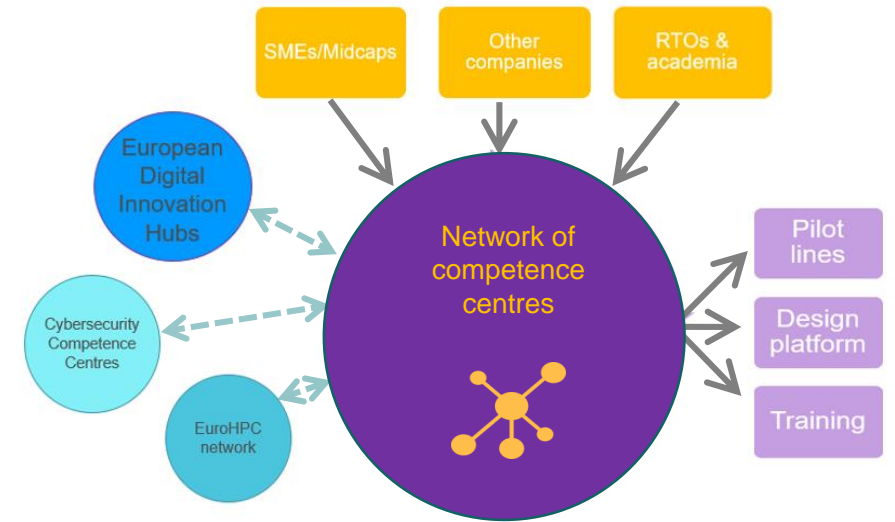 SMEs/Midcaps
Other
companies
RTOs &
academia
European
Digital
Innovation
Hubs
Network of
competence
centres
Pilot
lines
Cybersecurity
Competence
Centres
Design
platform
EuroHPC
network
Training